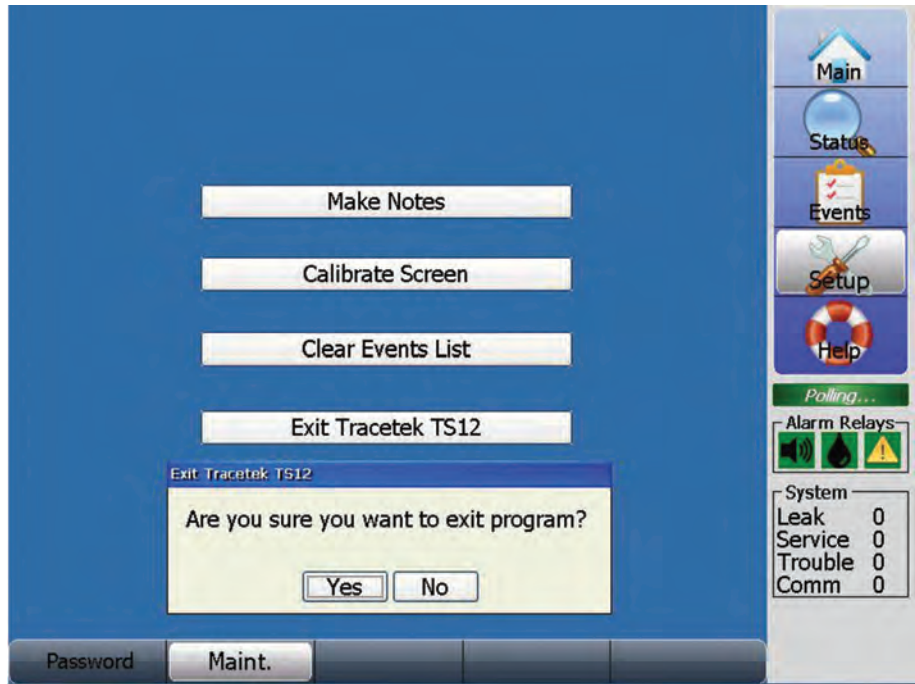 Make Notes
Calibrate Screen
Clear Events List
Exit Tracetek TS12
Exit Tracetek TS12
Are you sure you want to exit program?
Yes No
Password Maint.
Main
Status
Events
Setup
Help
Polling...
Alarm Relays
System
Leak 0
Service 0
Trouble 0
Comm 0